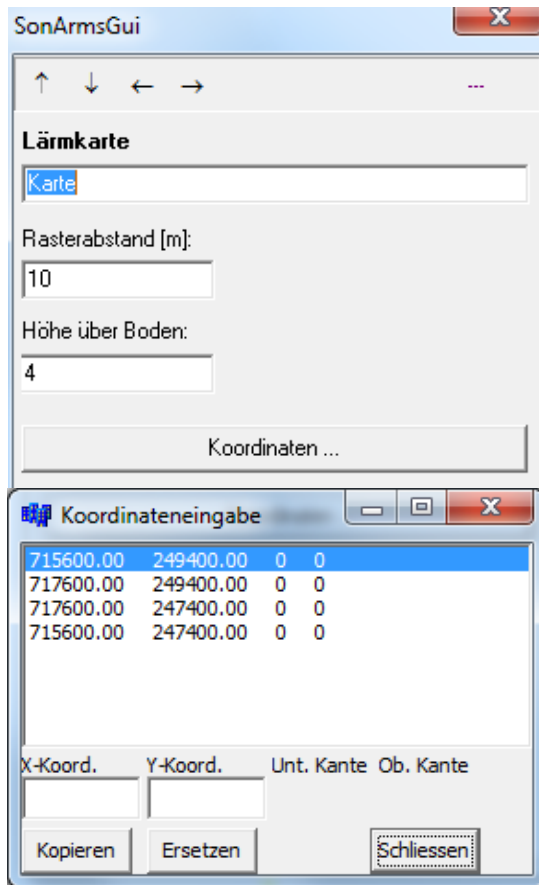 SonArmsGui
↑ ↓ ← → ---
Lärmkarte
Karte
Rasterabstand [m]:
10
Höhe über Boden:
4
Koordinaten ...
Koordinateneingabe
715600.00 249400.00 0 0
717600.00 249400.00 0 0
717600.00 247400.00 0 0
715600.00 247400.00 0 0
X-Koord. Y-Koord. Unt. Kante Ob. Kante
Kopieren Ersetzen Schliessen